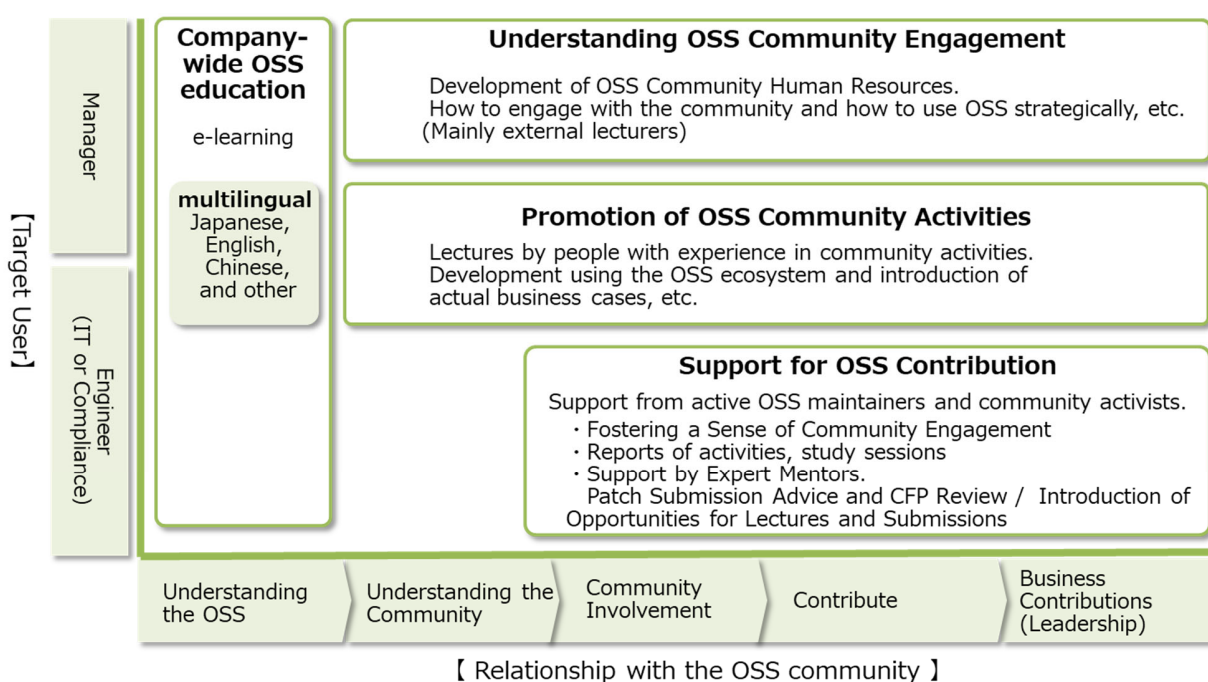 Company-
wide OSS
education
e-learning
multilingual
Japanese,
English,
Chinese,
and other
Understanding OSS Community Engagement
Development of OSS Community Human Resources.
How to engage with the community and how to use OSS strategically, etc.
(Mainly external lecturers)
Promotion of OSS Community Activities
Lectures by people with experience in community activities.
Development using the OSS ecosystem and introduction of
actual business cases, etc.
Support for OSS Contribution
Support from active OSS maintainers and community activists.
・Fostering a Sense of Community Engagement
・Reports of activities, study sessions
・Support by Expert Mentors.
Patch Submission Advice and CFP Review / Introduction of
Opportunities for Lectures and Submissions
【Target User】
Manager
Engineer
(IT or Compliance)
Understanding
the OSS
Understanding the
Community
Community
Involvement
Contribute
Business
Contributions
(Leadership)
【 Relationship with the OSS community 】